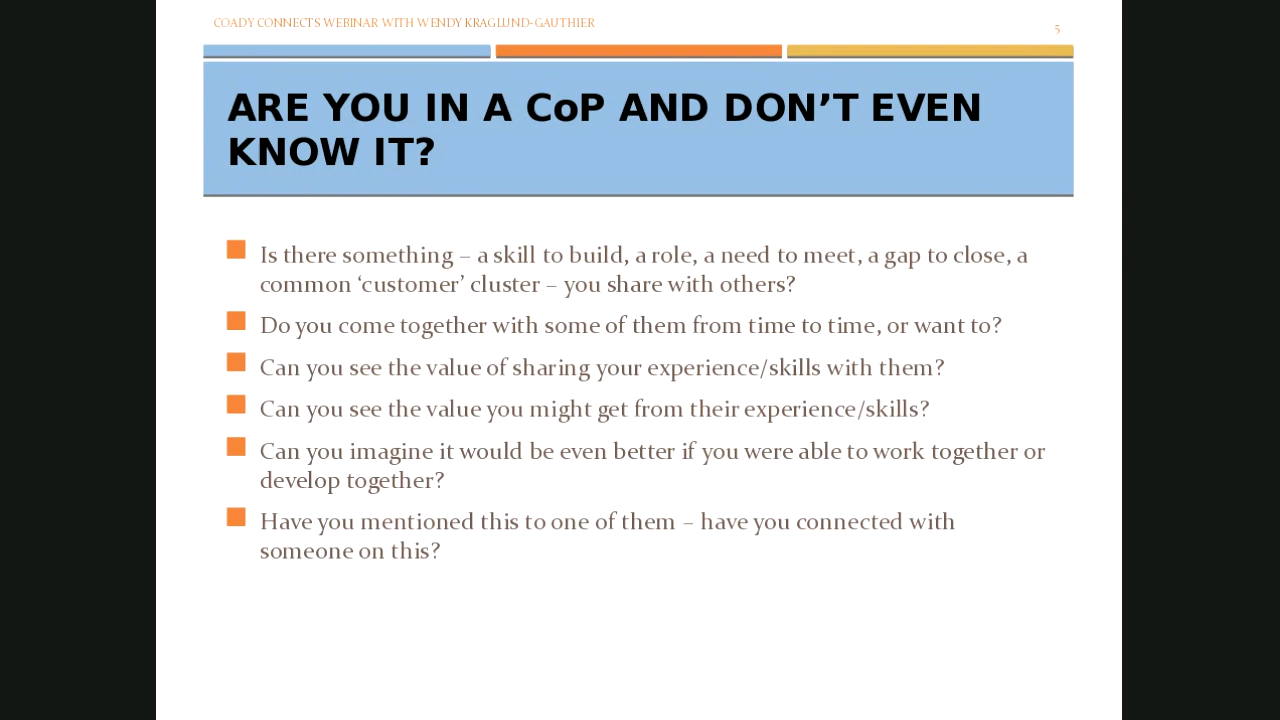 COADY CONNECTS WEBINAR WITH WENDY KRAGLUND-GAUTHIER
5
ARE YOU IN A CoP AND DON’T EVEN
KNOW IT?
Is there something – a skill to build, a role, a need to meet, a gap to close, a
common ‘customer’ cluster – you share with others?
Do you come together with some of them from time to time, or want to?
Can you see the value of sharing your experience/skills with them?
Can you see the value you might get from their experience/skills?
Can you imagine it would be even better if you were able to work together or
develop together?
Have you mentioned this to one of them – have you connected with
someone on this?